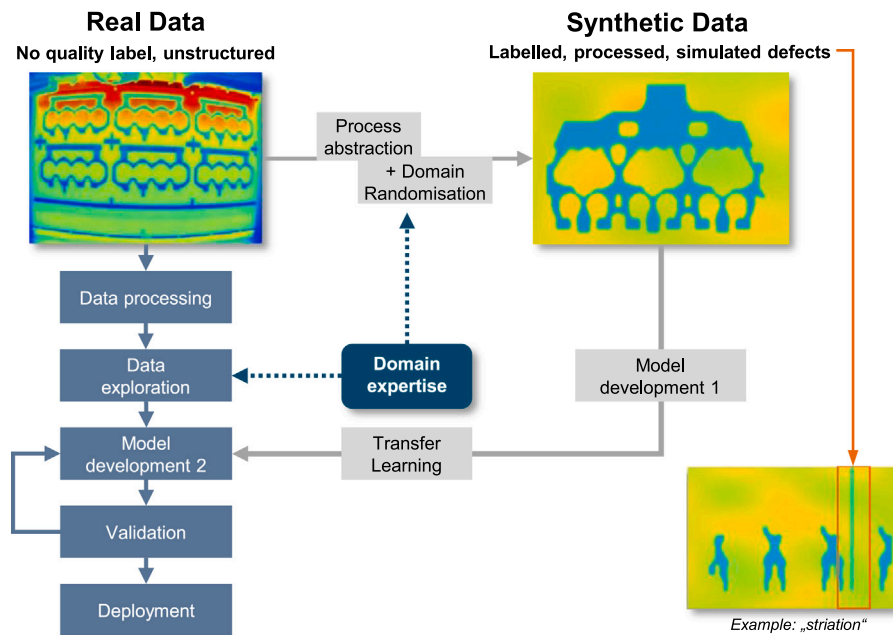 Real Data
No quality label, unstructured
Synthetic Data
Labelled, processed, simulated defects
Process
abstraction
+ Domain
Randomisation
Data processing
Data
exploration
Domain
expertise
Model
development 1
Model
development 2
Transfer
Learning
Validation
Deployment
Example: „striation“